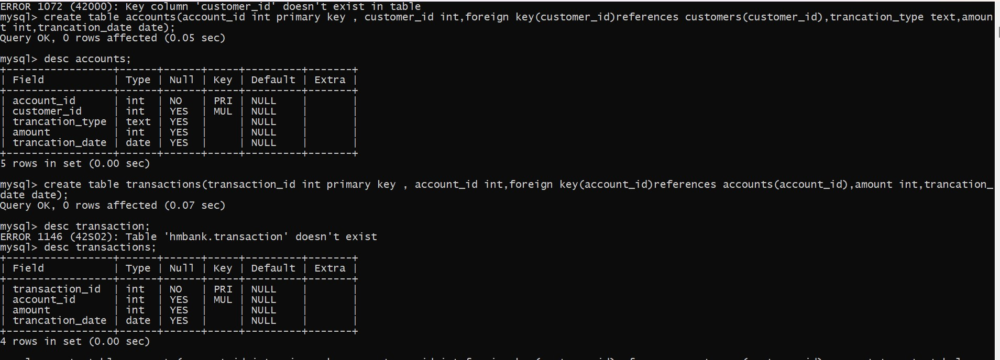 ERROR 1072 (42000): Key column 'customer_id' doesn't exist in table
mysql> create table accounts(account_id int primary key , customer_id int,foreign key(customer_id)references customers(customer_id),trancation_type text,amoun
t int,trancation_date date);
Query OK, 0 rows affected (0.05 sec)
mysql> desc accounts;
+-----------------+------+------+-----+---------+-------+
| Field           | Type | Null | Key | Default | Extra |
+-----------------+------+------+-----+---------+-------+
| account_id      | int  | NO   | PRI | NULL    |       |
| customer_id     | int  | YES  | MUL | NULL    |       |
| trancation_type | text | YES  |     | NULL    |       |
| amount          | int  | YES  |     | NULL    |       |
| trancation_date | date | YES  |     | NULL    |       |
+-----------------+------+------+-----+---------+-------+
5 rows in set (0.00 sec)
mysql> create table transactions(transaction_id int primary key , account_id int,foreign key(account_id)references accounts(account_id),amount int,trancation_
date date);
Query OK, 0 rows affected (0.07 sec)
mysql> desc transaction;
ERROR 1146 (42S02): Table 'hmbank.transaction' doesn't exist
mysql> desc transactions;
+-----------------+------+------+-----+---------+-------+
| Field           | Type | Null | Key | Default | Extra |
+-----------------+------+------+-----+---------+-------+
| transaction_id  | int  | NO   | PRI | NULL    |       |
| account_id      | int  | YES  | MUL | NULL    |       |
| amount          | int  | YES  |     | NULL    |       |
| trancation_date | date | YES  |     | NULL    |       |
+-----------------+------+------+-----+---------+-------+
4 rows in set (0.00 sec)